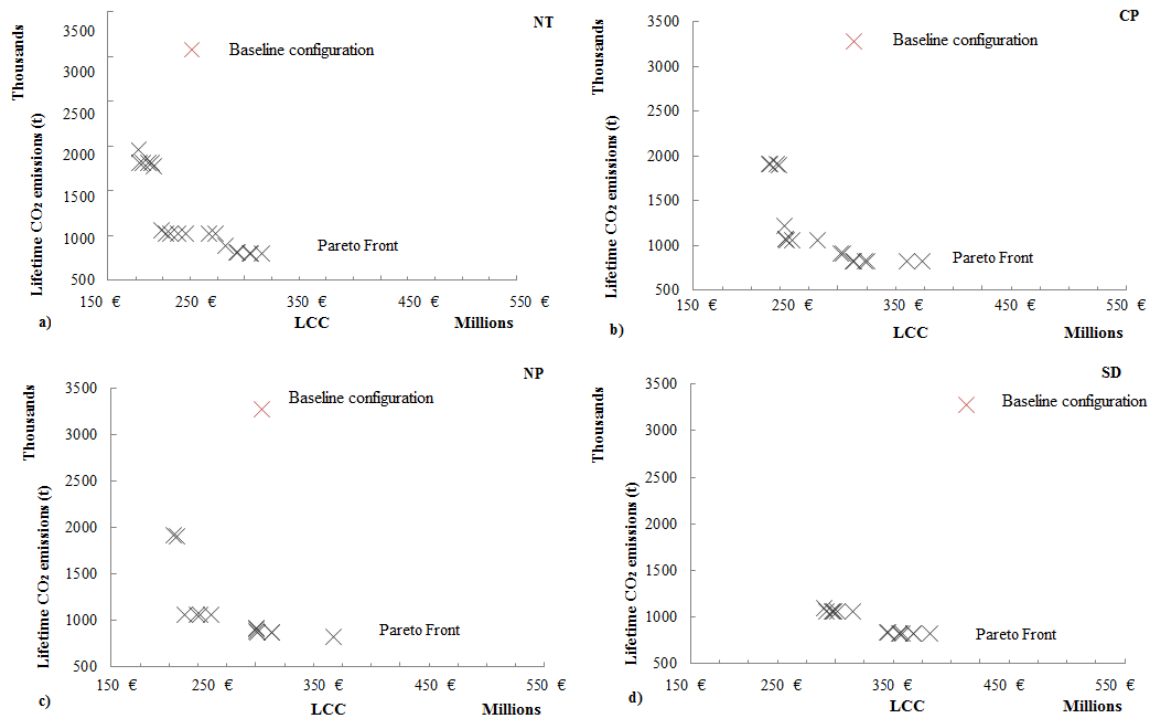 NT
Thousands
Lifetime CO₂ emissions (t)
3500
3000
2500
2000
1500
1000
500
Baseline configuration
Pareto Front
150 € 250 € 350 € 450 € 550 €
a)
LCC
Millions
CP
Thousands
Lifetime CO₂ emissions (t)
3500
3000
2500
2000
1500
1000
500
Baseline configuration
Pareto Front
150 € 250 € 350 € 450 € 550 €
b)
LCC
Millions
NP
Thousands
Lifetime CO₂ emissions (t)
3500
3000
2500
2000
1500
1000
500
Baseline configuration
Pareto Front
150 € 250 € 350 € 450 € 550 €
c)
LCC
Millions
SD
Thousands
Lifetime CO₂ emissions (t)
3500
3000
2500
2000
1500
1000
500
Baseline configuration
Pareto Front
150 € 250 € 350 € 450 € 550 €
d)
LCC
Millions